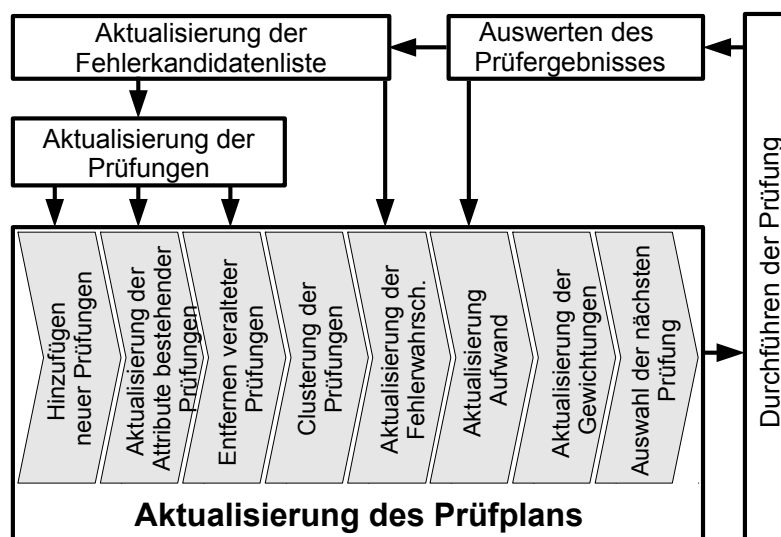 Aktualisierung der
Fehlerkandidatenliste
Auswerten des
Prüfergebnisses
Aktualisierung der
Prüfungen
Hinzufügen
neuer Prüfungen
Aktualisierung der
Attribute bestehender
Prüfungen
Entfernen veralteter
Prüfungen
Clusterung der
Prüfungen
Aktualisierung der
Fehlerwahrsch.
Aktualisierung
Aufwand
Aktualisierung der
Gewichtungen
Auswahl der nächsten
Prüfung
Aktualisierung des Prüfplans
Durchführen der Prüfung